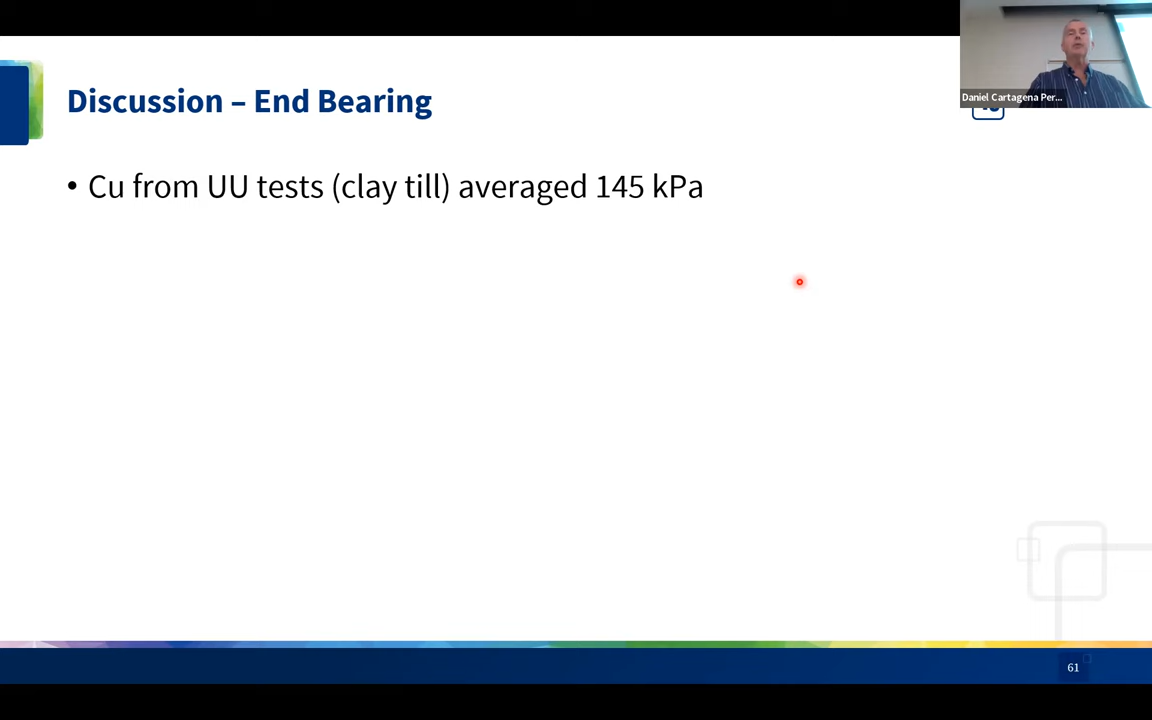 Discussion – End Bearing
Daniel Cartagena Per...
• Cu from UU tests (clay till) averaged 145 kPa
61